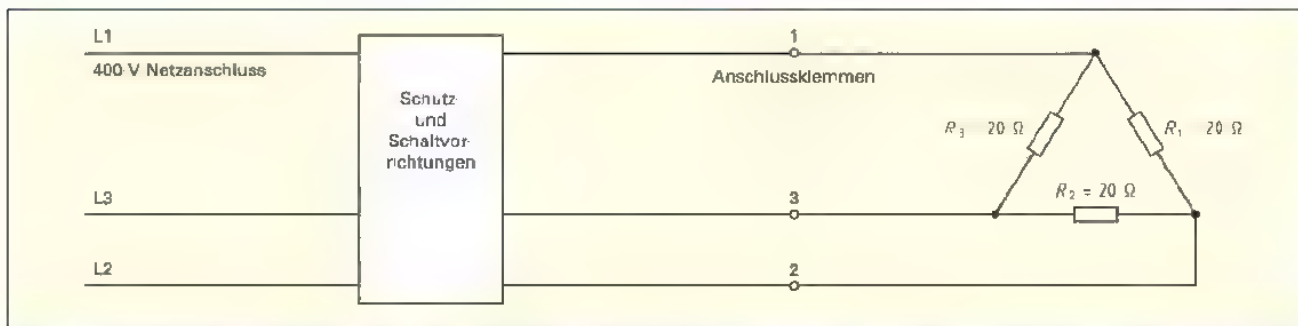 L1
400 V Netzanschluss
Schutz
und
Schaltvor-
richtungen
1
Anschlussklemmen
R3 20 Ω
R1 20 Ω
R2 = 20 Ω
L3
3
L2
2